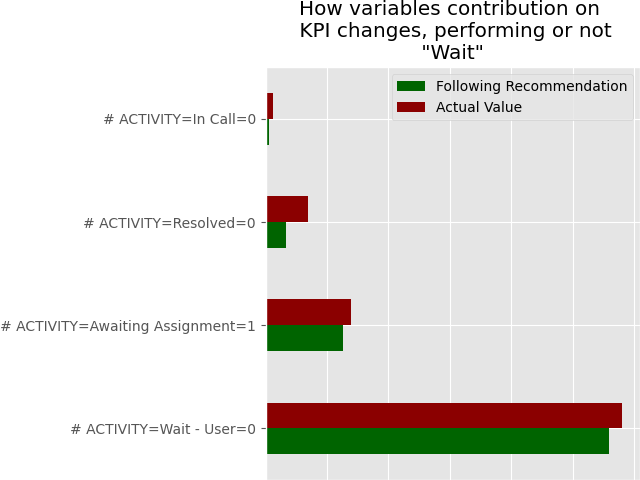 How variables contribution on
KPI changes, performing or not
"Wait"
Following Recommendation
Actual Value
# ACTIVITY=In Call=0
# ACTIVITY=Resolved=0
# ACTIVITY=Awaiting Assignment=1
# ACTIVITY=Wait - User=0